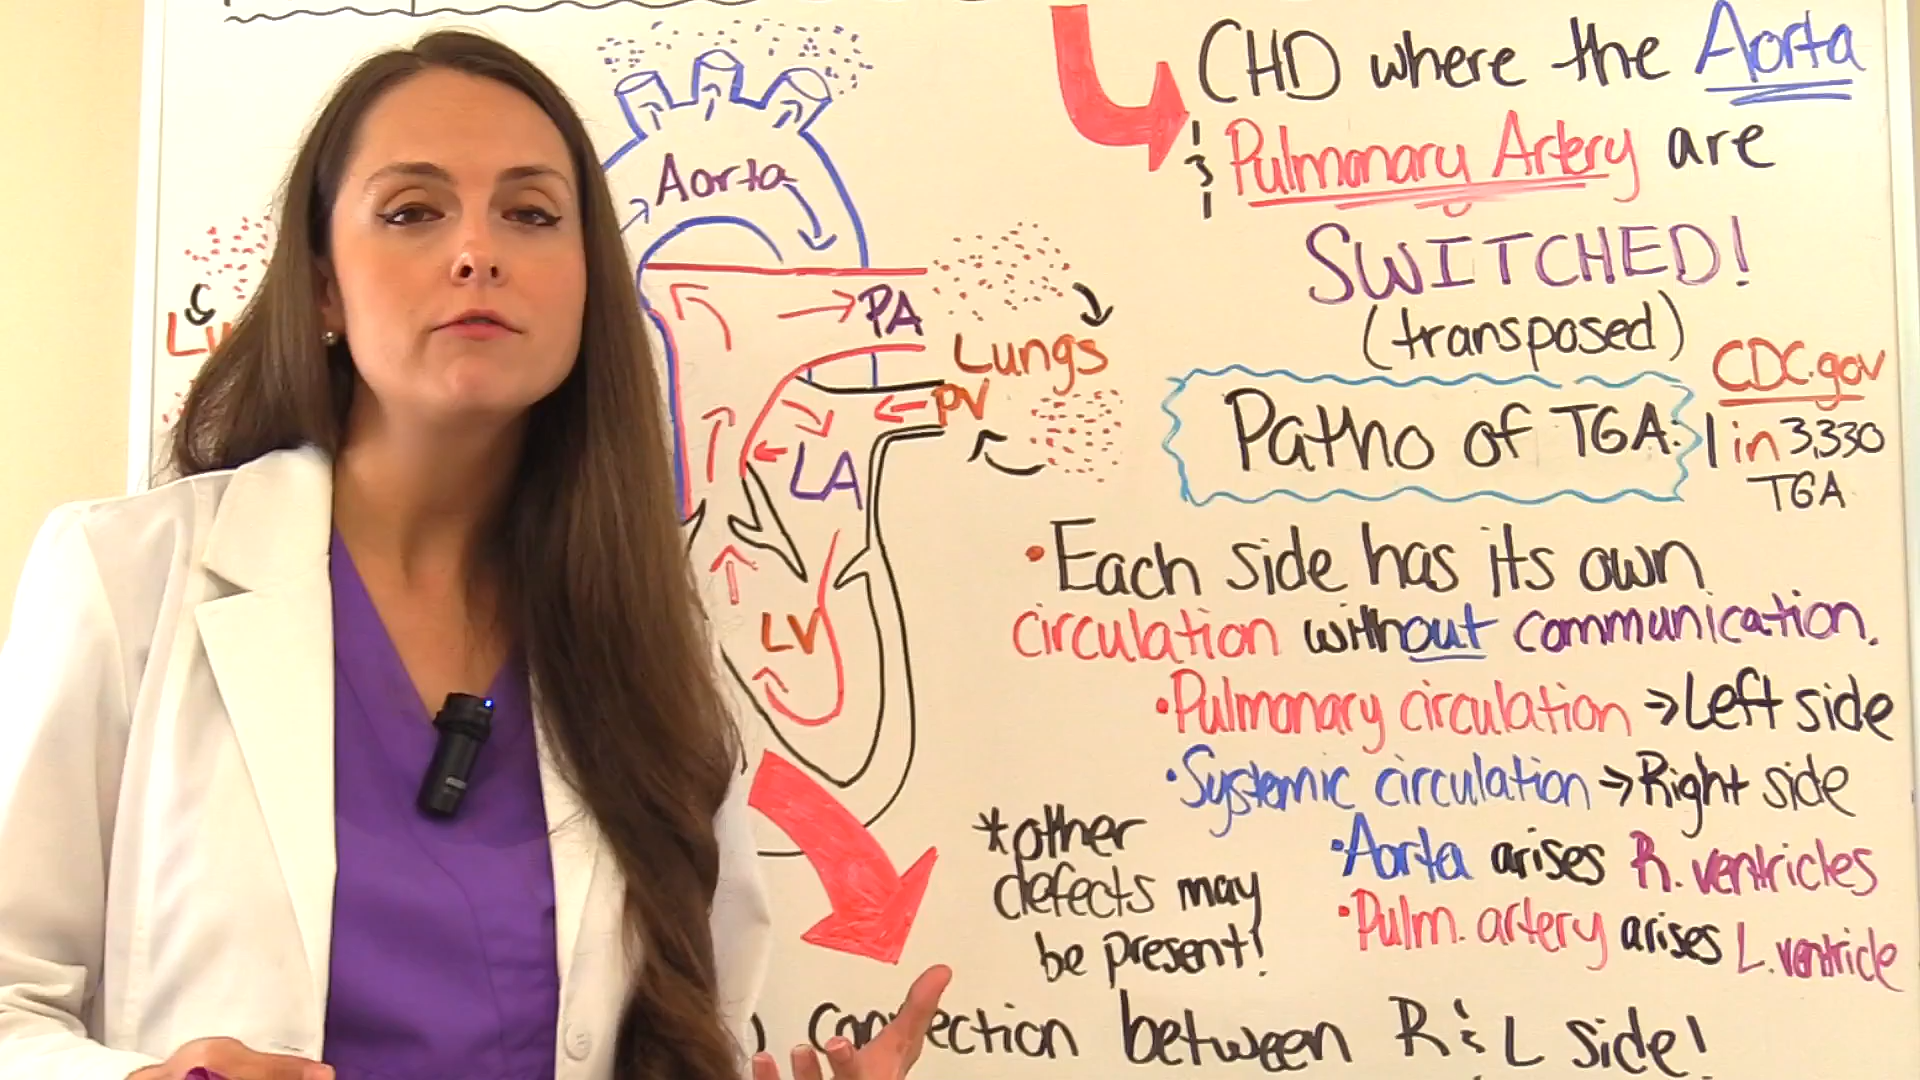 CHD where the Aorta
& Pulmonary Artery are
SWITCHED!
(transposed)
CDC.gov
1 in 3,330
TGA
Patho of TGA:
• Each side has its own
circulation without communication.
• Pulmonary circulation → Left side
• Systemic circulation → Right side
• Aorta arises R. ventricles
• Pulm. artery arises L. ventricle
*other
defects may
be present!
connection between R & L side!
Aorta
PA
Lungs
PV
LA
LV